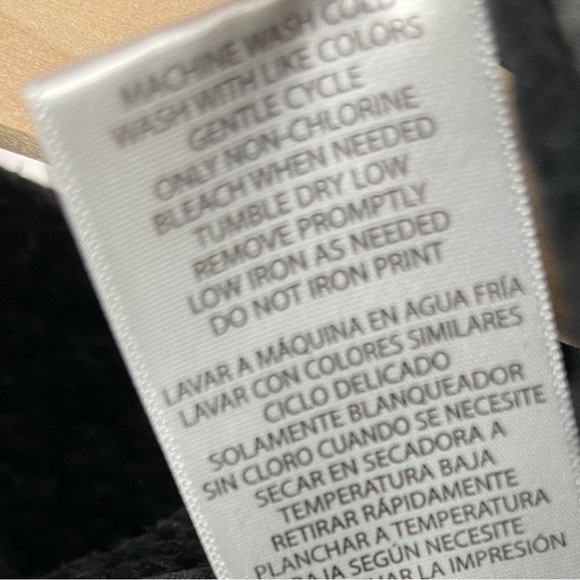 MACHINE WASH COLD
WASH WITH LIKE COLORS
GENTLE CYCLE
ONLY NON-CHLORINE
BLEACH WHEN NEEDED
TUMBLE DRY LOW
REMOVE PROMPTLY
LOW IRON AS NEEDED
DO NOT IRON PRINT
LAVAR A MÁQUINA EN AGUA FRÍA
LAVAR CON COLORES SIMILARES
CICLO DELICADO
SOLAMENTE BLANQUEADOR
SIN CLORO CUANDO SE NECESITE
SECAR EN SECADORA A
TEMPERATURA BAJA
RETIRAR RÁPIDAMENTE
PLANCHAR A TEMPERATURA
JA SEGÚN NECESITE
AR LA IMPRESIÓN